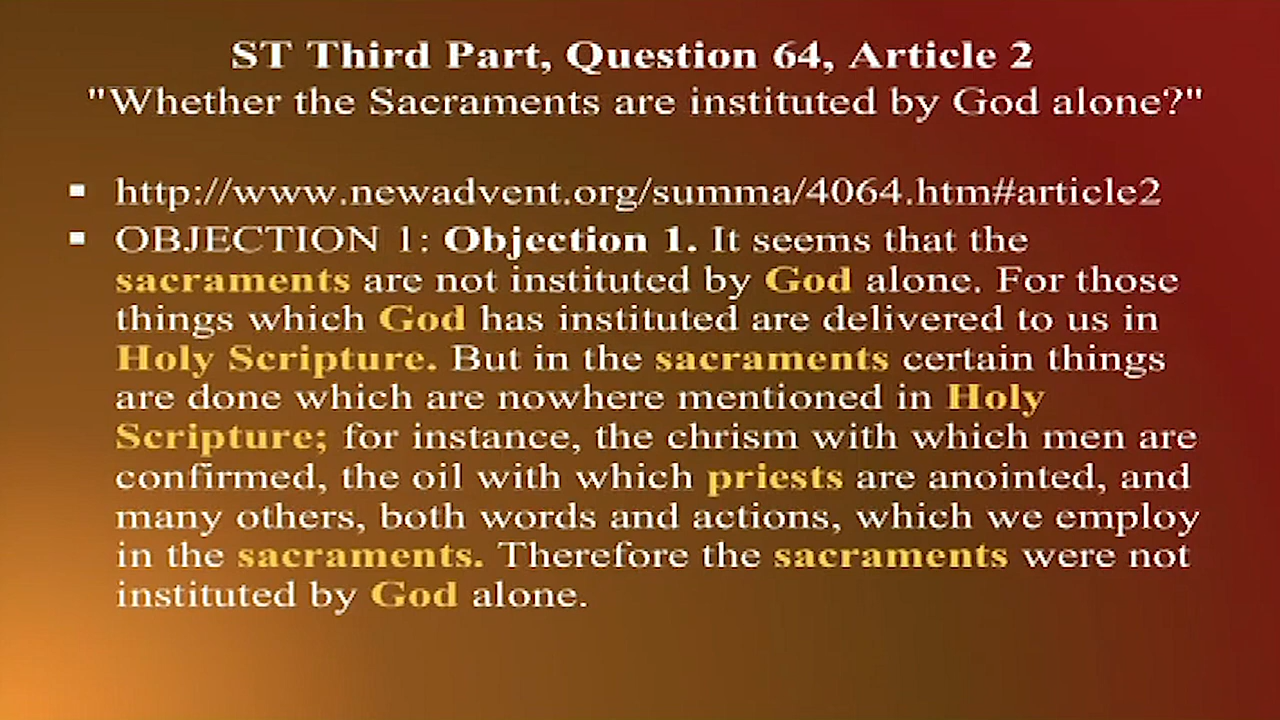 ST Third Part, Question 64, Article 2
"Whether the Sacraments are instituted by God alone?"
▪ http://www.newadvent.org/summa/4064.htm#article2
▪ OBJECTION 1: Objection 1. It seems that the
sacraments are not instituted by God alone. For those
things which God has instituted are delivered to us in
Holy Scripture. But in the sacraments certain things
are done which are nowhere mentioned in Holy
Scripture; for instance, the chrism with which men are
confirmed, the oil with which priests are anointed, and
many others, both words and actions, which we employ
in the sacraments. Therefore the sacraments were not
instituted by God alone.